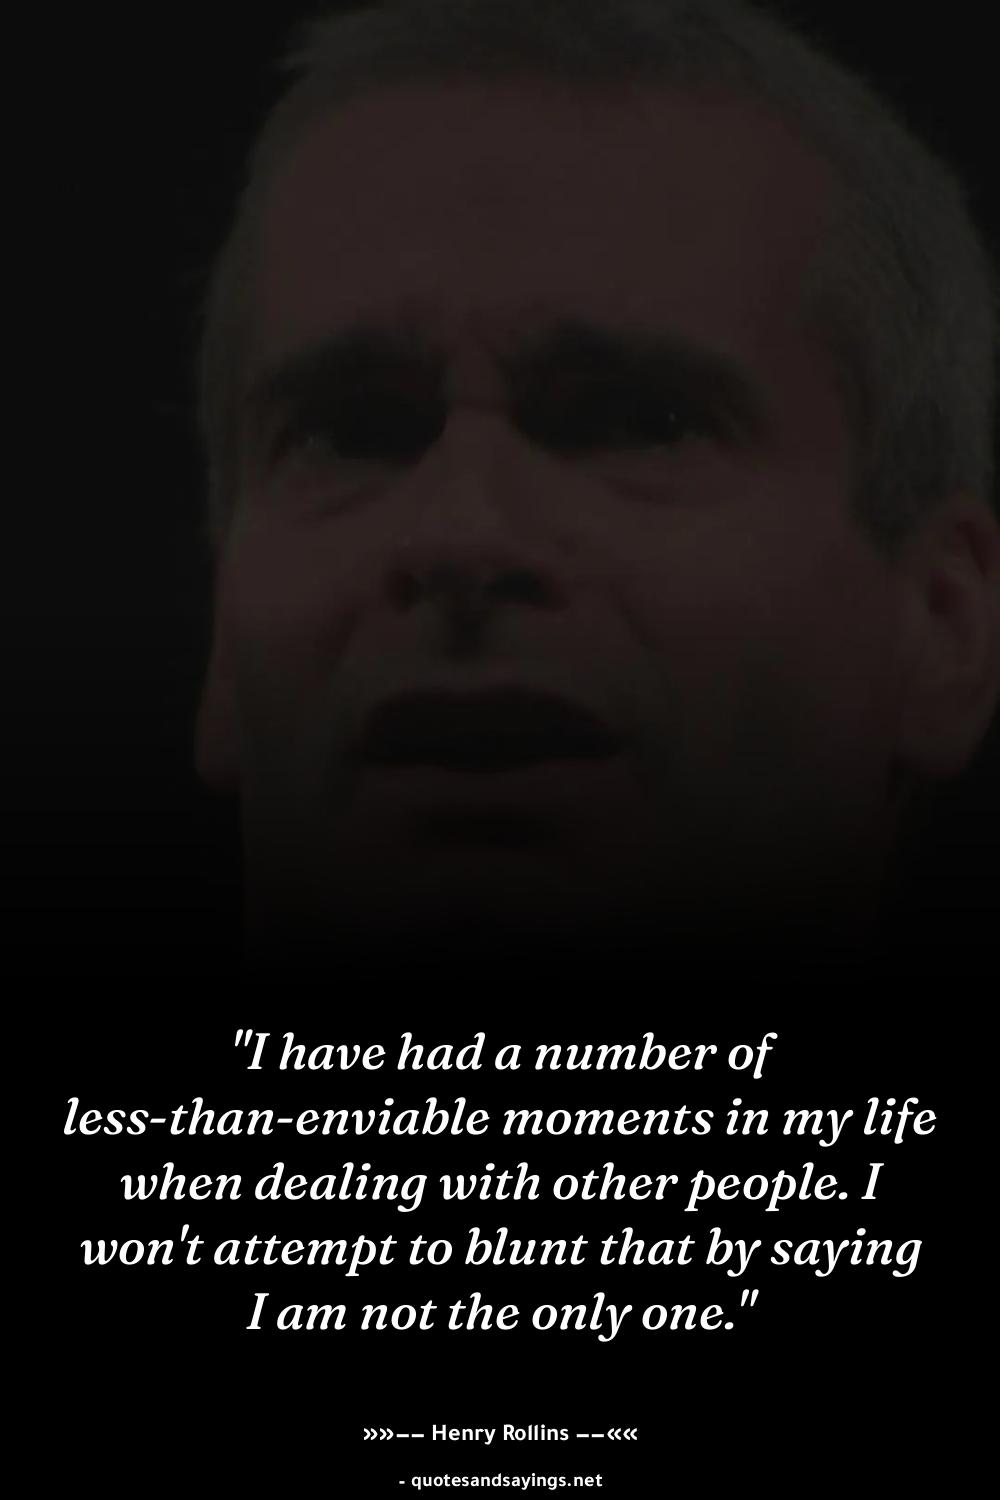 "I have had a number of
less-than-enviable moments in my life
when dealing with other people. I
won't attempt to blunt that by saying
I am not the only one."
»»−− Henry Rollins −−««
- quotesandsayings.net